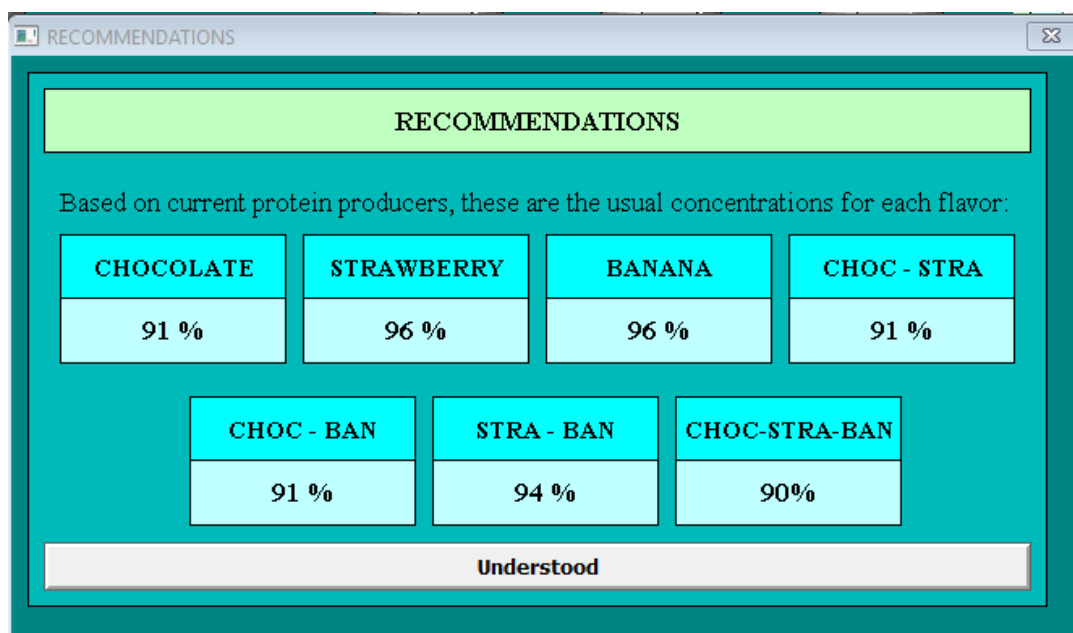 RECOMMENDATIONS
RECOMMENDATIONS
Based on current protein producers, these are the usual concentrations for each flavor:
CHOCOLATE STRAWBERRY BANANA CHOC - STRA
91 % 96 % 96 % 91 %
CHOC - BAN STRA - BAN CHOC-STRA-BAN
91 % 94 % 90%
Understood